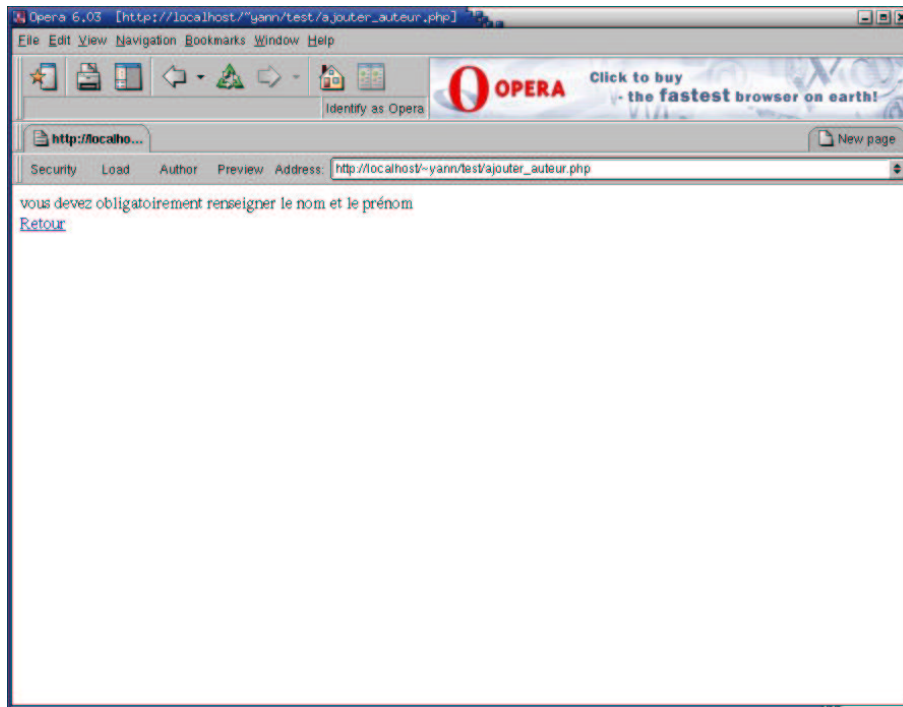 Opera 6.03 [http://localhost/~yann/test/ajouter_auteur.php]
File Edit View Navigation Bookmarks Window Help
Identify as Opera
OPERA
Click to buy
- the fastest browser on earth!
http://localho...
New page
Security Load Author Preview Address: http://localhost/~yann/test/ajouter_auteur.php
vous devez obligatoirement renseigner le nom et le prénom
Retour